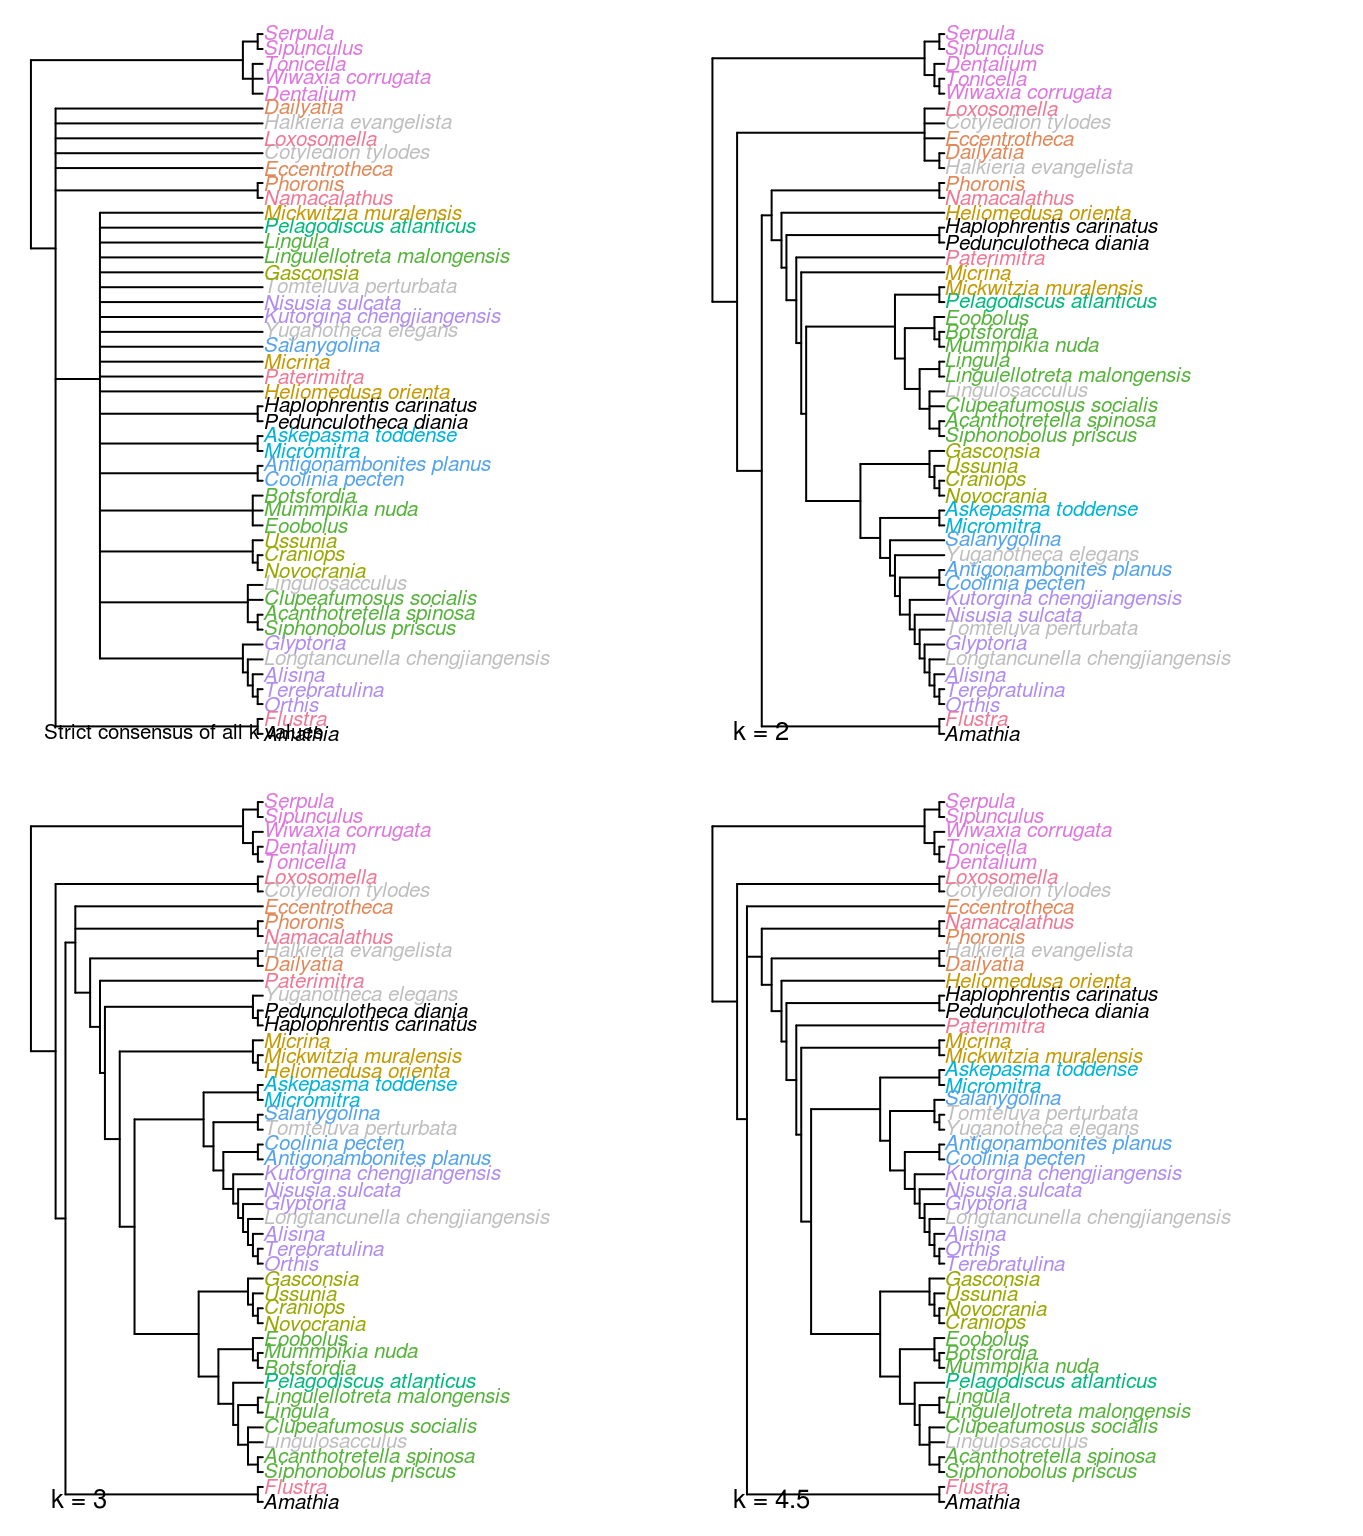 Serpula
Sipunculus
Tonicella
Wiwaxia corrugata
Dentalium
Dailyatia
Halkieria evangelista
Loxosomella
Cotyledion tylodes
Eccentrotheca
Phoronis
Namacalathus
Mickwitzia muralensis
Pelagodiscus atlanticus
Lingula
Lingulellotreta malongensis
Gasconsia
Tomteluva perturbata
Nisusia sulcata
Kutorgina chengjiangensis
Yuganotheca elegans
Salanygolina
Micrina
Paterimitra
Heliomedusa orienta
Haplophrentis carinatus
Pedunculotheca diania
Askepasma toddense
Micromitra
Antigonambonites planus
Coolinia pecten
Botsfordia
Mummpikia nuda
Eoobolus
Ussunia
Craniops
Novocrania
Lingulosacculus
Clupeafumosus socialis
Acanthotretella spinosa
Siphonobolus priscus
Glyptoria
Longtancunella chengjiangensis
Alisina
Terebratulina
Orthis
Flustra
Amathia
Strict consensus of all k values
Serpula
Sipunculus
Dentalium
Tonicella
Wiwaxia corrugata
Loxosomella
Cotyledion tylodes
Eccentrotheca
Dailyatia
Halkieria evangelista
Phoronis
Namacalathus
Heliomedusa orienta
Haplophrentis carinatus
Pedunculotheca diania
Paterimitra
Micrina
Mickwitzia muralensis
Pelagodiscus atlanticus
Eoobolus
Botsfordia
Mummpikia nuda
Lingula
Lingulellotreta malongensis
Lingulosacculus
Clupeafumosus socialis
Acanthotretella spinosa
Siphonobolus priscus
Gasconsia
Ussunia
Craniops
Novocrania
Askepasma toddense
Micromitra
Salanygolina
Yuganotheca elegans
Antigonambonites planus
Coolinia pecten
Kutorgina chengjiangensis
Nisusia sulcata
Tomteluva perturbata
Glyptoria
Longtancunella chengjiangensis
Alisina
Terebratulina
Orthis
Flustra
Amathia
k = 2
Serpula
Sipunculus
Wiwaxia corrugata
Dentalium
Tonicella
Loxosomella
Cotyledion tylodes
Eccentrotheca
Phoronis
Namacalathus
Halkieria evangelista
Dailyatia
Paterimitra
Yuganotheca elegans
Pedunculotheca diania
Haplophrentis carinatus
Micrina
Mickwitzia muralensis
Heliomedusa orienta
Askepasma toddense
Micromitra
Salanygolina
Tomteluva perturbata
Coolinia pecten
Antigonambonites planus
Kutorgina chengjiangensis
Nisusia sulcata
Glyptoria
Longtancunella chengjiangensis
Alisina
Terebratulina
Orthis
Gasconsia
Ussunia
Craniops
Novocrania
Eoobolus
Mummpikia nuda
Botsfordia
Pelagodiscus atlanticus
Lingulellotreta malongensis
Lingula
Clupeafumosus socialis
Lingulosacculus
Acanthotretella spinosa
Siphonobolus priscus
Flustra
Amathia
k = 3
Serpula
Sipunculus
Wiwaxia corrugata
Tonicella
Dentalium
Loxosomella
Cotyledion tylodes
Eccentrotheca
Namacalathus
Phoronis
Halkieria evangelista
Dailyatia
Heliomedusa orienta
Haplophrentis carinatus
Pedunculotheca diania
Paterimitra
Micrina
Mickwitzia muralensis
Askepasma toddense
Micromitra
Salanygolina
Tomteluva perturbata
Yuganotheca elegans
Antigonambonites planus
Coolinia pecten
Kutorgina chengjiangensis
Nisusia sulcata
Glyptoria
Longtancunella chengjiangensis
Alisina
Orthis
Terebratulina
Gasconsia
Ussunia
Novocrania
Craniops
Eoobolus
Botsfordia
Mummpikia nuda
Pelagodiscus atlanticus
Lingula
Lingulellotreta malongensis
Clupeafumosus socialis
Lingulosacculus
Acanthotretella spinosa
Siphonobolus priscus
Flustra
Amathia
k = 4.5